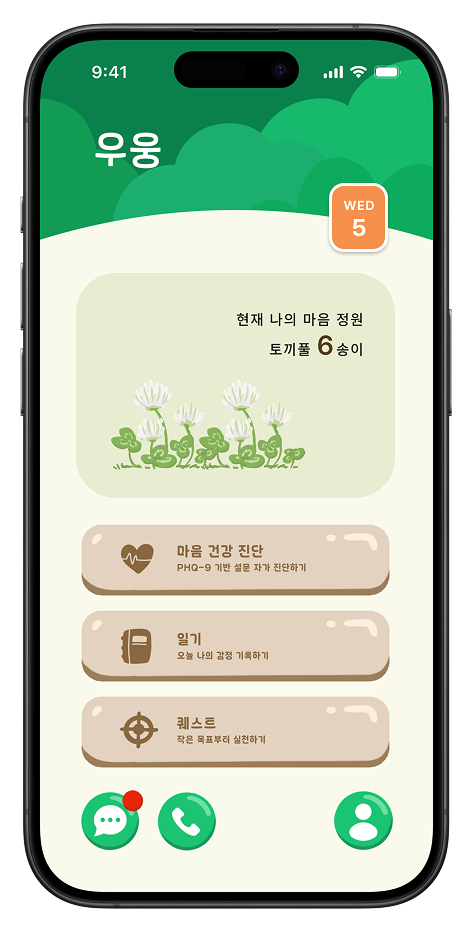 9:41
우웅
WED
5
현재 나의 마음 정원
토끼풀 6 송이
마음 건강 진단
PHQ-9 기반 설문 자가 진단하기
일기
오늘 나의 감정 기록하기
퀘스트
작은 목표부터 실천하기